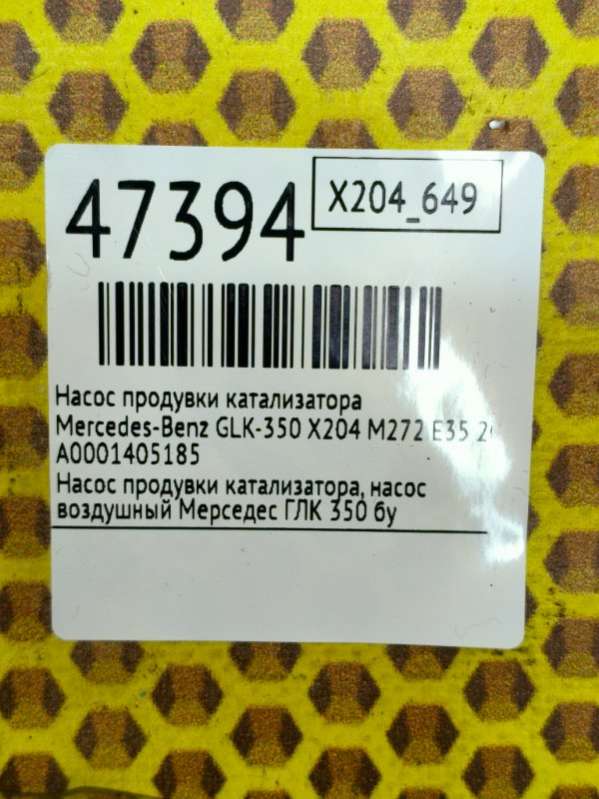 47394
X204_649
Насос продувки катализатора
Mercedes-Benz GLK-350 X204 M272 E35
A0001405185
Насос продувки катализатора, насос
воздушный Мерседес ГЛК 350 бу